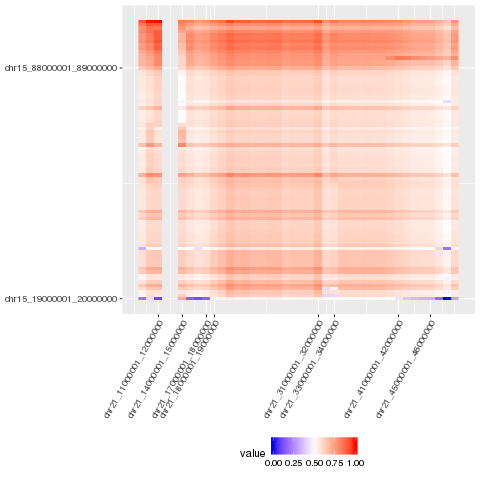 chr15_88000001_89000000
chr15_19000001_20000000
chr21_11000001_12000000
chr21_14000001_15000000
chr21_17000001_18000000
chr21_18000001_19000000
chr21_31000001_32000000
chr21_33000001_34000000
chr21_41000001_42000000
chr21_45000001_46000000
value
0.00 0.25 0.50 0.75 1.00